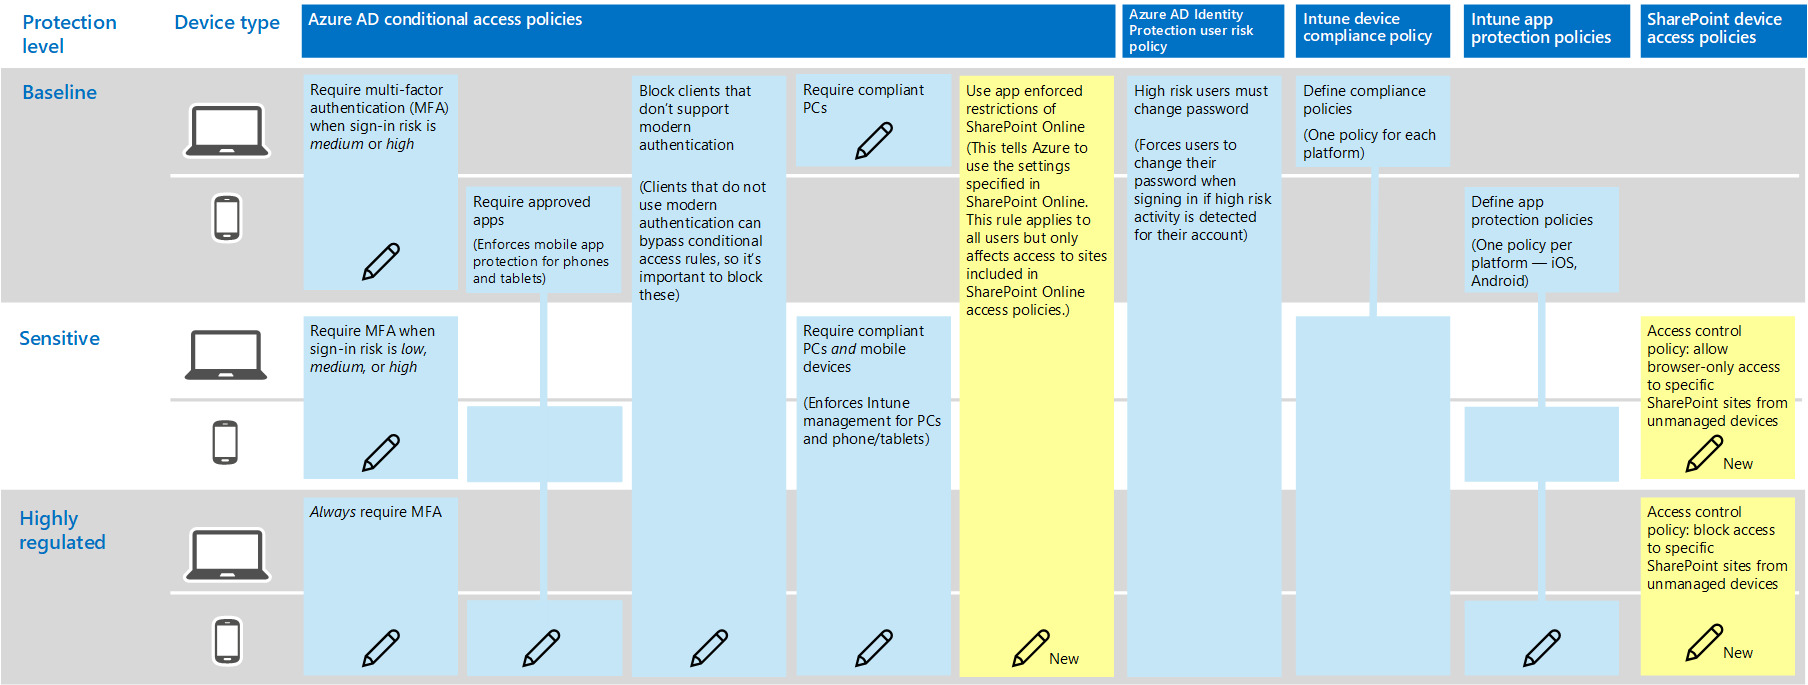 Protection
level
Device type
Azure AD conditional access policies
Azure AD Identity
Protection user risk
policy
Intune device
compliance policy
Intune app
protection policies
SharePoint device
access policies
Baseline
Require multi-factor
authentication (MFA)
when sign-in risk is
medium or high
Require approved
apps
(Enforces mobile app
protection for phones
and tablets)
Block clients that
don't support
modern
authentication
(Clients that do not
use modern
authentication can
bypass conditional
access rules, so it's
important to block
these)
Require compliant
PCs
Use app enforced
restrictions of
SharePoint Online
(This tells Azure to
use the settings
specified in
SharePoint Online.
This rule applies to
all users but only
affects access to sites
included in
SharePoint Online
access policies.)
High risk users must
change password
(Forces users to
change their
password when
signing in if high risk
activity is detected
for their account)
Define compliance
policies
(One policy for each
platform)
Define app
protection policies
(One policy per
platform — iOS,
Android)
Sensitive
Require MFA when
sign-in risk is low,
medium, or high
Require compliant
PCs and mobile
devices
(Enforces Intune
management for PCs
and phone/tablets)
Access control
policy: allow
browser-only access
to specific
SharePoint sites from
unmanaged devices
New
Highly
regulated
Always require MFA
New
Access control
policy: block access
to specific
SharePoint sites from
unmanaged devices
New